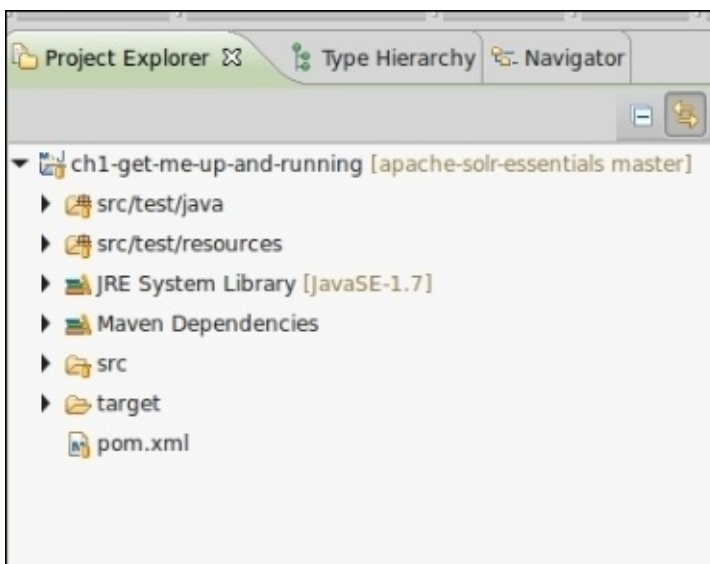 Project Explorer Type Hierarchy Navigator
ch1-get-me-up-and-running [apache-solr-essentials master]
src/test/java
src/test/resources
JRE System Library [JavaSE-1.7]
Maven Dependencies
src
target
pom.xml